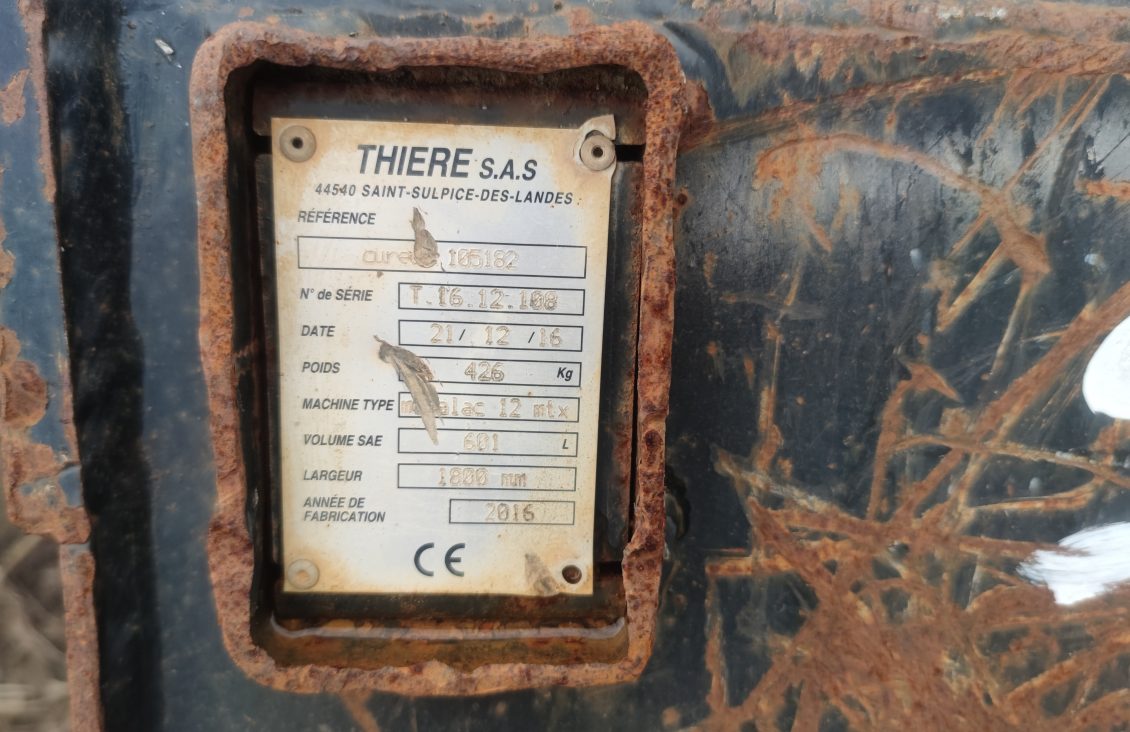 THIERE S.A.S
44540 SAINT-SULPICE-DES-LANDES
RÉFÉRENCE
105182
N° de SÉRIE T.16.12.108
DATE 21/ 12 /16
POIDS 426 Kg
MACHINE TYPE 12 mtx
VOLUME SAE 601 L
LARGEUR 1800 mm
ANNÉE DE
FABRICATION 2016
CE